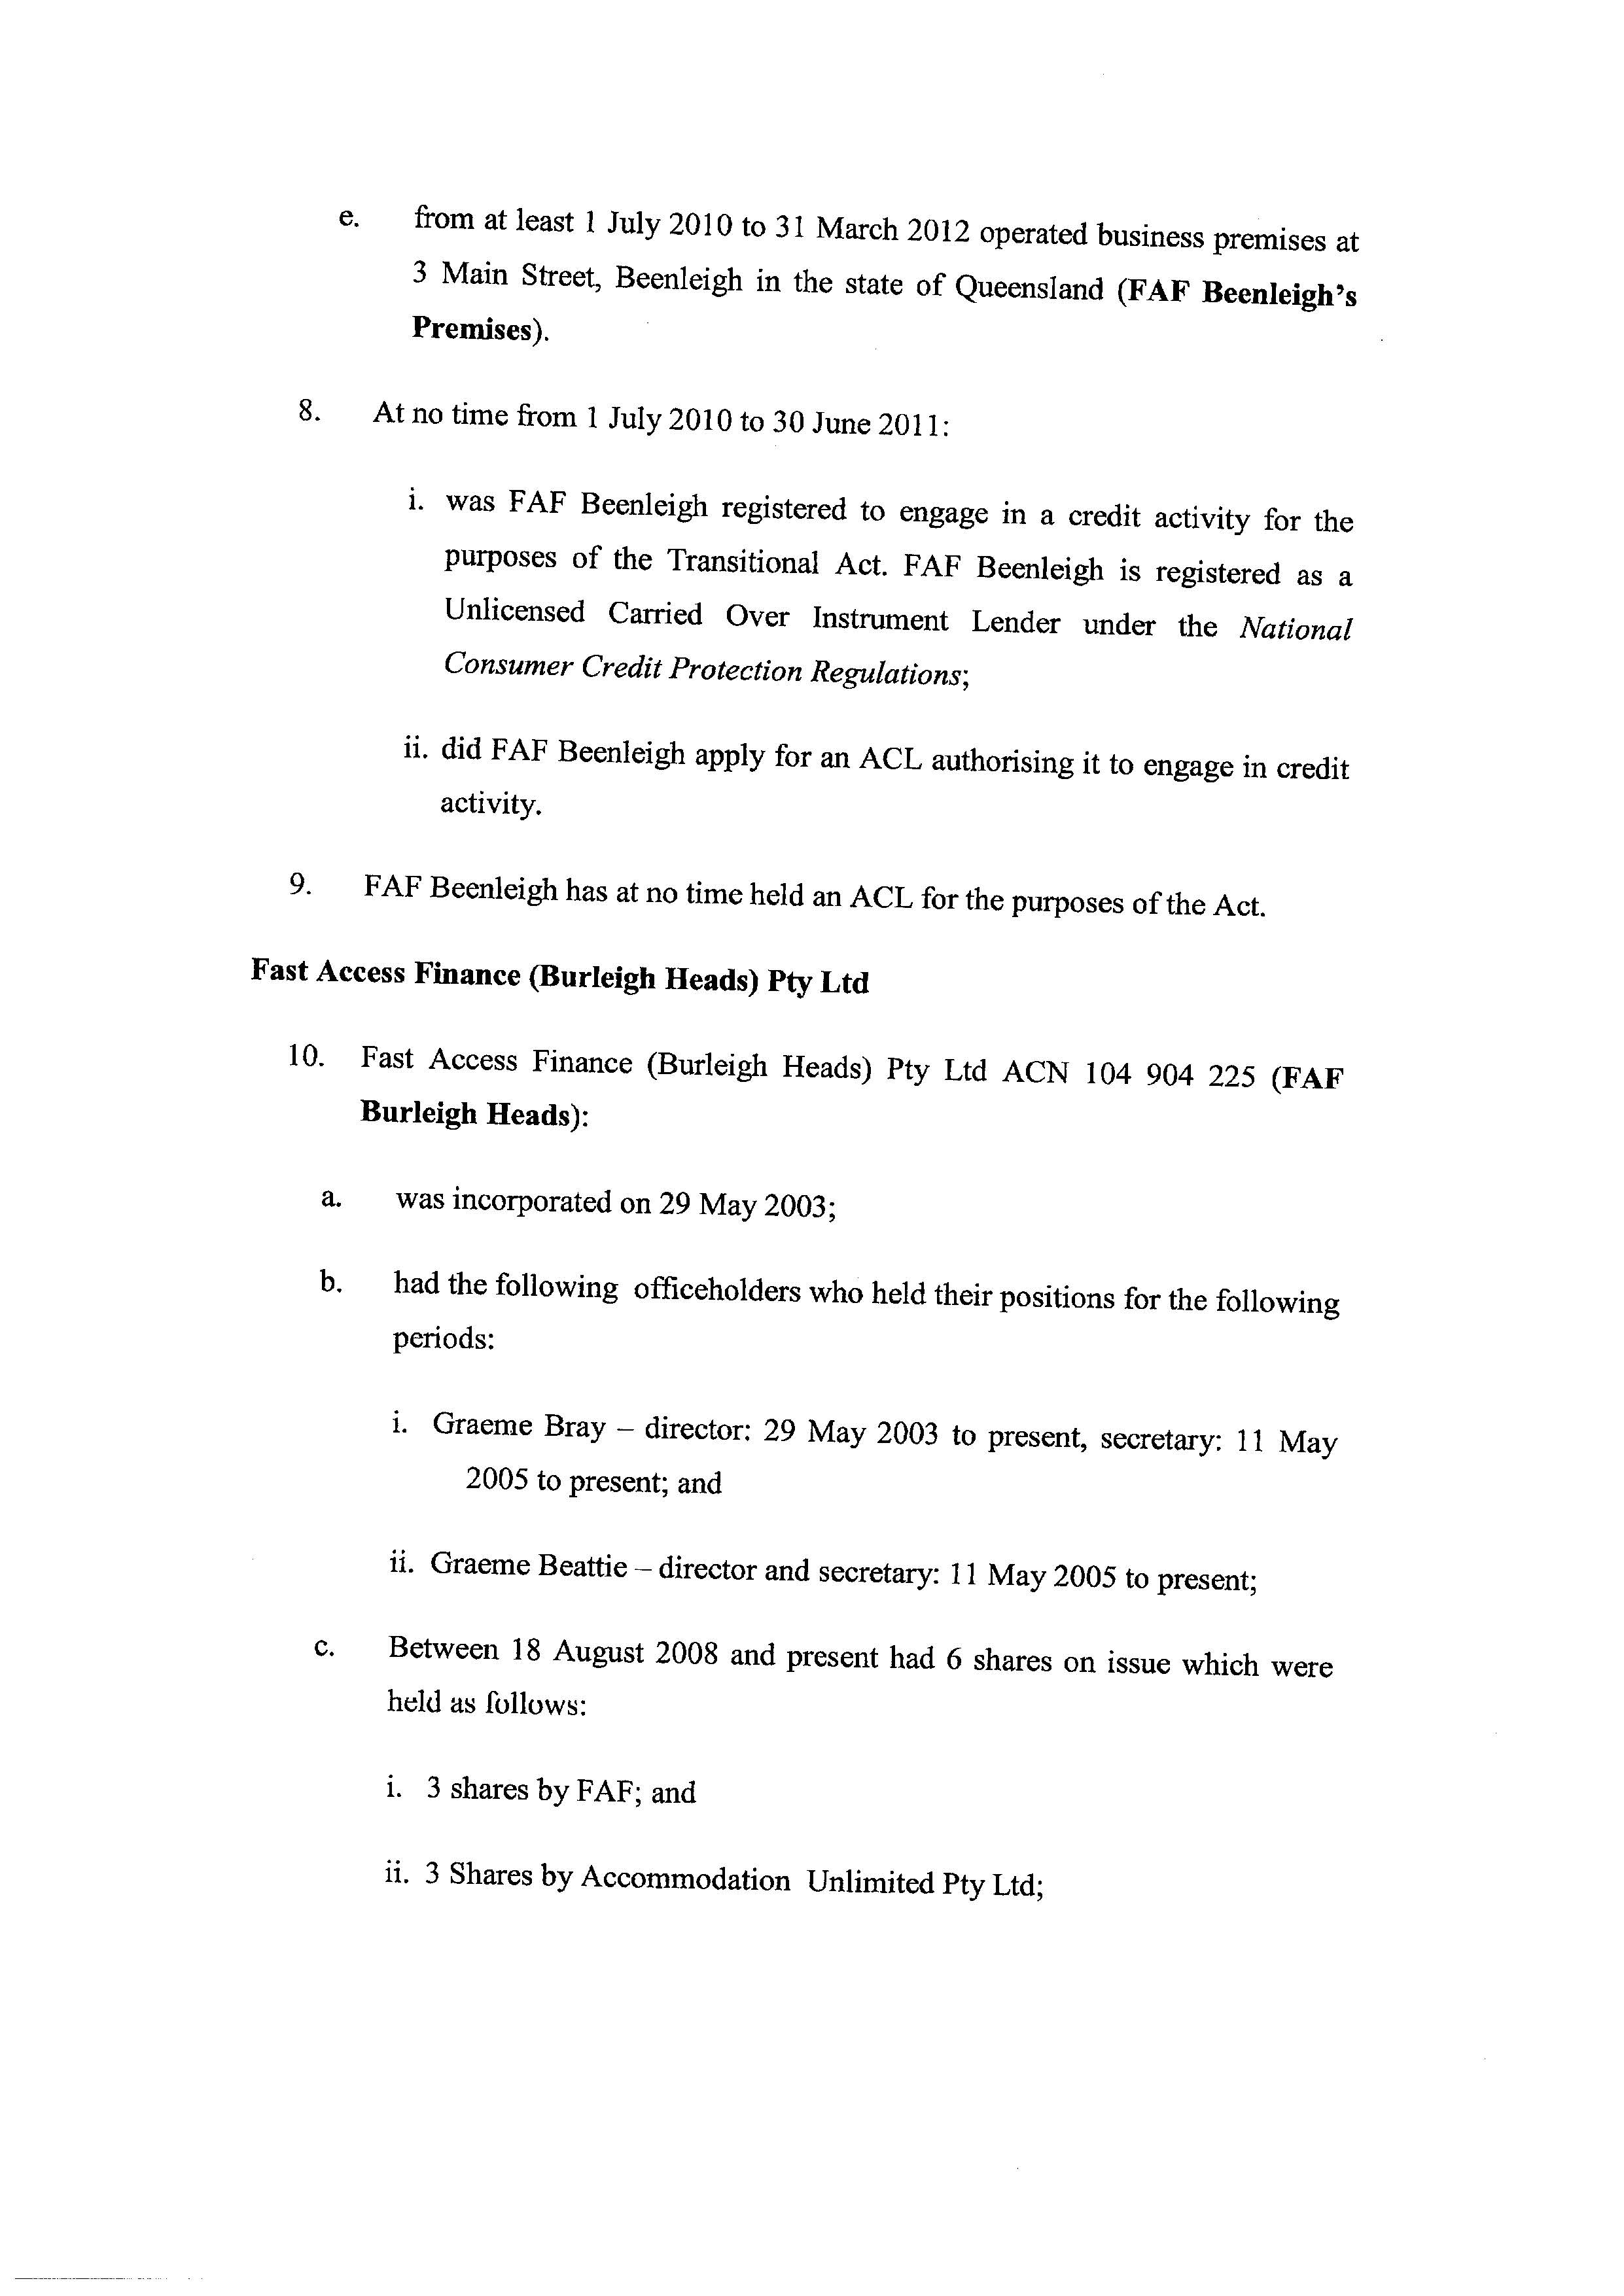 e. from at least 1 July 2010 to 31 March 2012 operated business premises at
3 Main Street, Beenleigh in the state of Queensland (FAF Beenleigh's
Premises).
8. At no time from 1 July 2010 to 30 June 2011:
i. was FAF Beenleigh registered to engage in a credit activity for the
purposes of the Transitional Act. FAF Beenleigh is registered as a
Unlicensed Carried Over Instrument Lender under the National
Consumer Credit Protection Regulations;
ii. did FAF Beenleigh apply for an ACL authorising it to engage in credit
activity.
9. FAF Beenleigh has at no time held an ACL for the purposes of the Act.
Fast Access Finance (Burleigh Heads) Pty Ltd
10. Fast Access Finance (Burleigh Heads) Pty Ltd ACN 104 904 225 (FAF
Burleigh Heads):
a. was incorporated on 29 May 2003;
b. had the following officeholders who held their positions for the following
periods:
i. Graeme Bray – director: 29 May 2003 to present, secretary: 11 May
2005 to present; and
ii. Graeme Beattie – director and secretary: 11 May 2005 to present;
c. Between 18 August 2008 and present had 6 shares on issue which were
held as follows:
i. 3 shares by FAF; and
ii. 3 Shares by Accommodation Unlimited Pty Ltd;